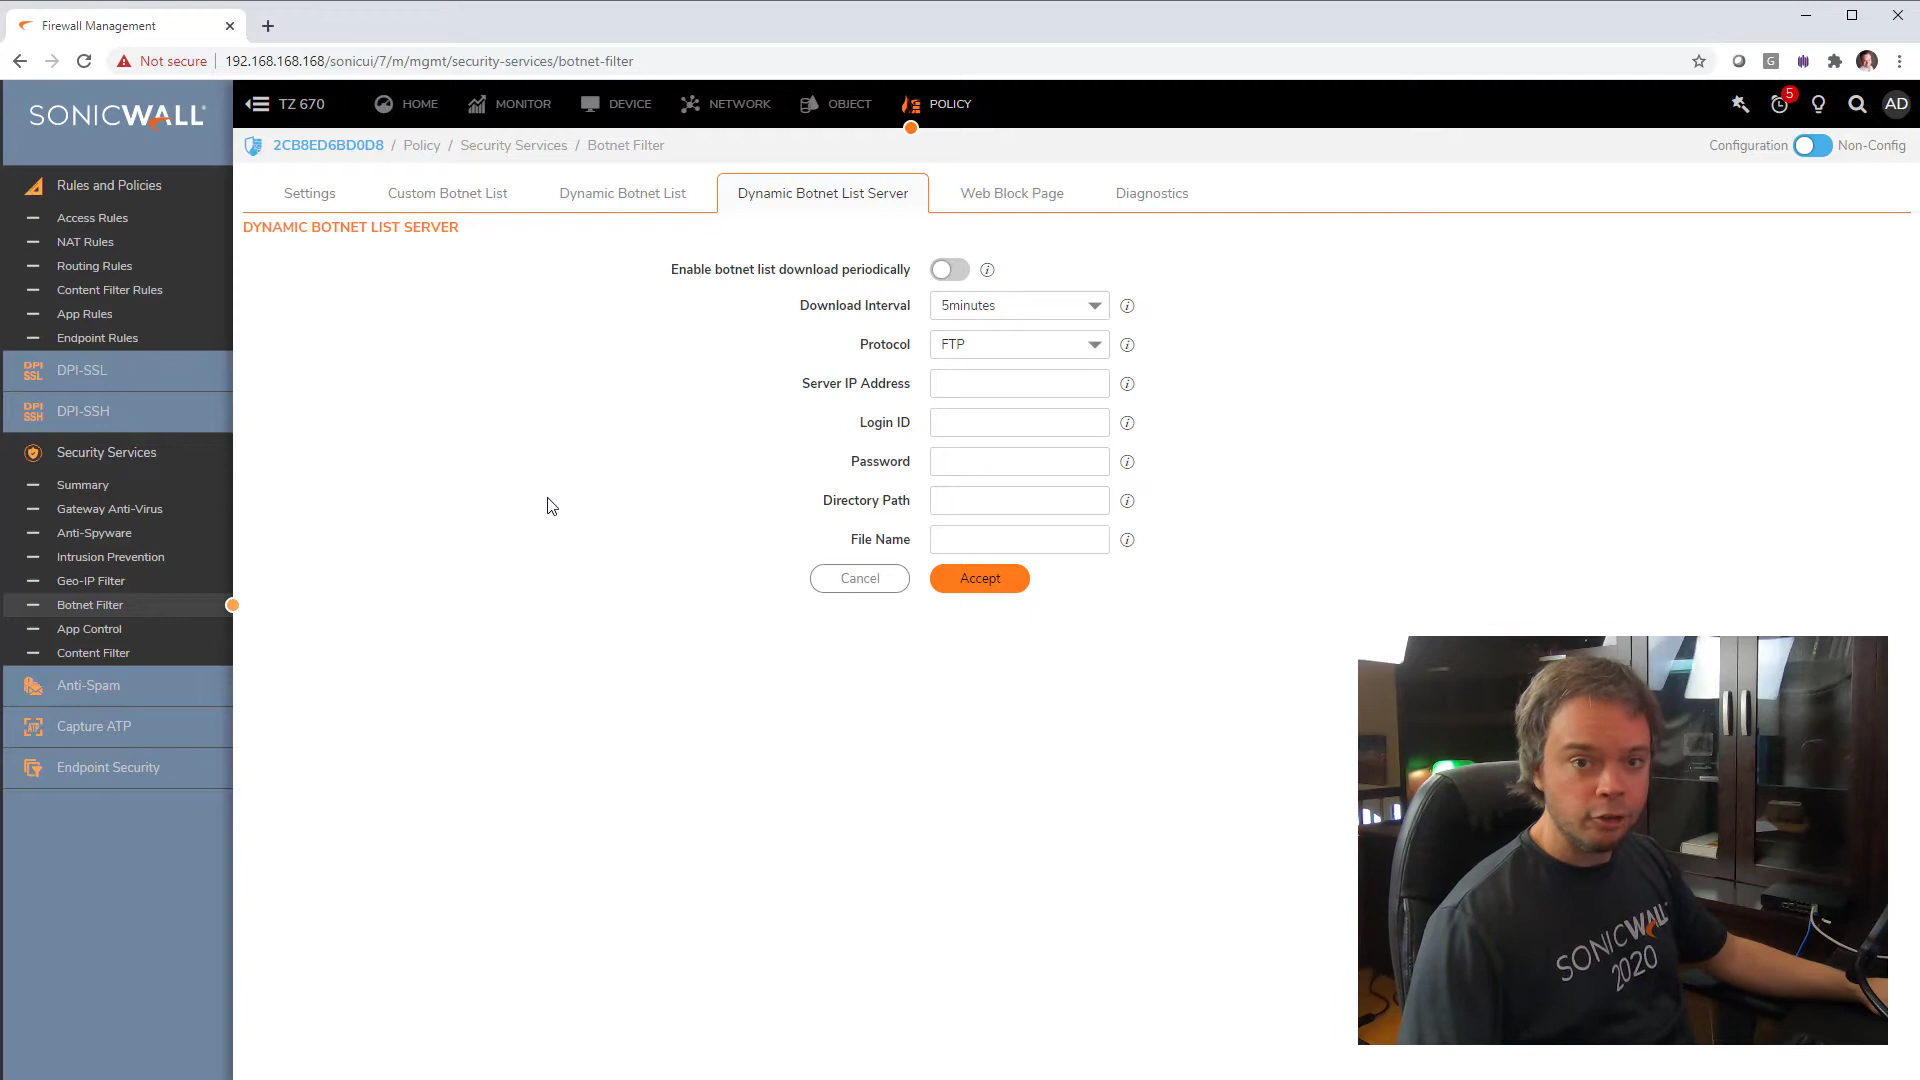 Firewall Management
Not secure
192.168.168.168/sonicui/7/m/mgmt/security-services/botnet-filter
SONICWALL
TZ 670
HOME
MONITOR
DEVICE
NETWORK
OBJECT
POLICY
5
AD
2CB8ED6BD0D8 / Policy / Security Services / Botnet Filter
Configuration
Non-Config
Rules and Policies
Access Rules
NAT Rules
Routing Rules
Content Filter Rules
App Rules
Endpoint Rules
DPI SSL
DPI-SSL
DPI SSH
DPI-SSH
Security Services
Summary
Gateway Anti-Virus
Anti-Spyware
Intrusion Prevention
Geo-IP Filter
Botnet Filter
App Control
Content Filter
Anti-Spam
ATP
Capture ATP
Endpoint Security
Settings
Custom Botnet List
Dynamic Botnet List
Dynamic Botnet List Server
Web Block Page
Diagnostics
DYNAMIC BOTNET LIST SERVER
Enable botnet list download periodically
Download Interval
5minutes
Protocol
FTP
Server IP Address
Login ID
Password
Directory Path
File Name
Cancel
Accept
SONICWALL
2020